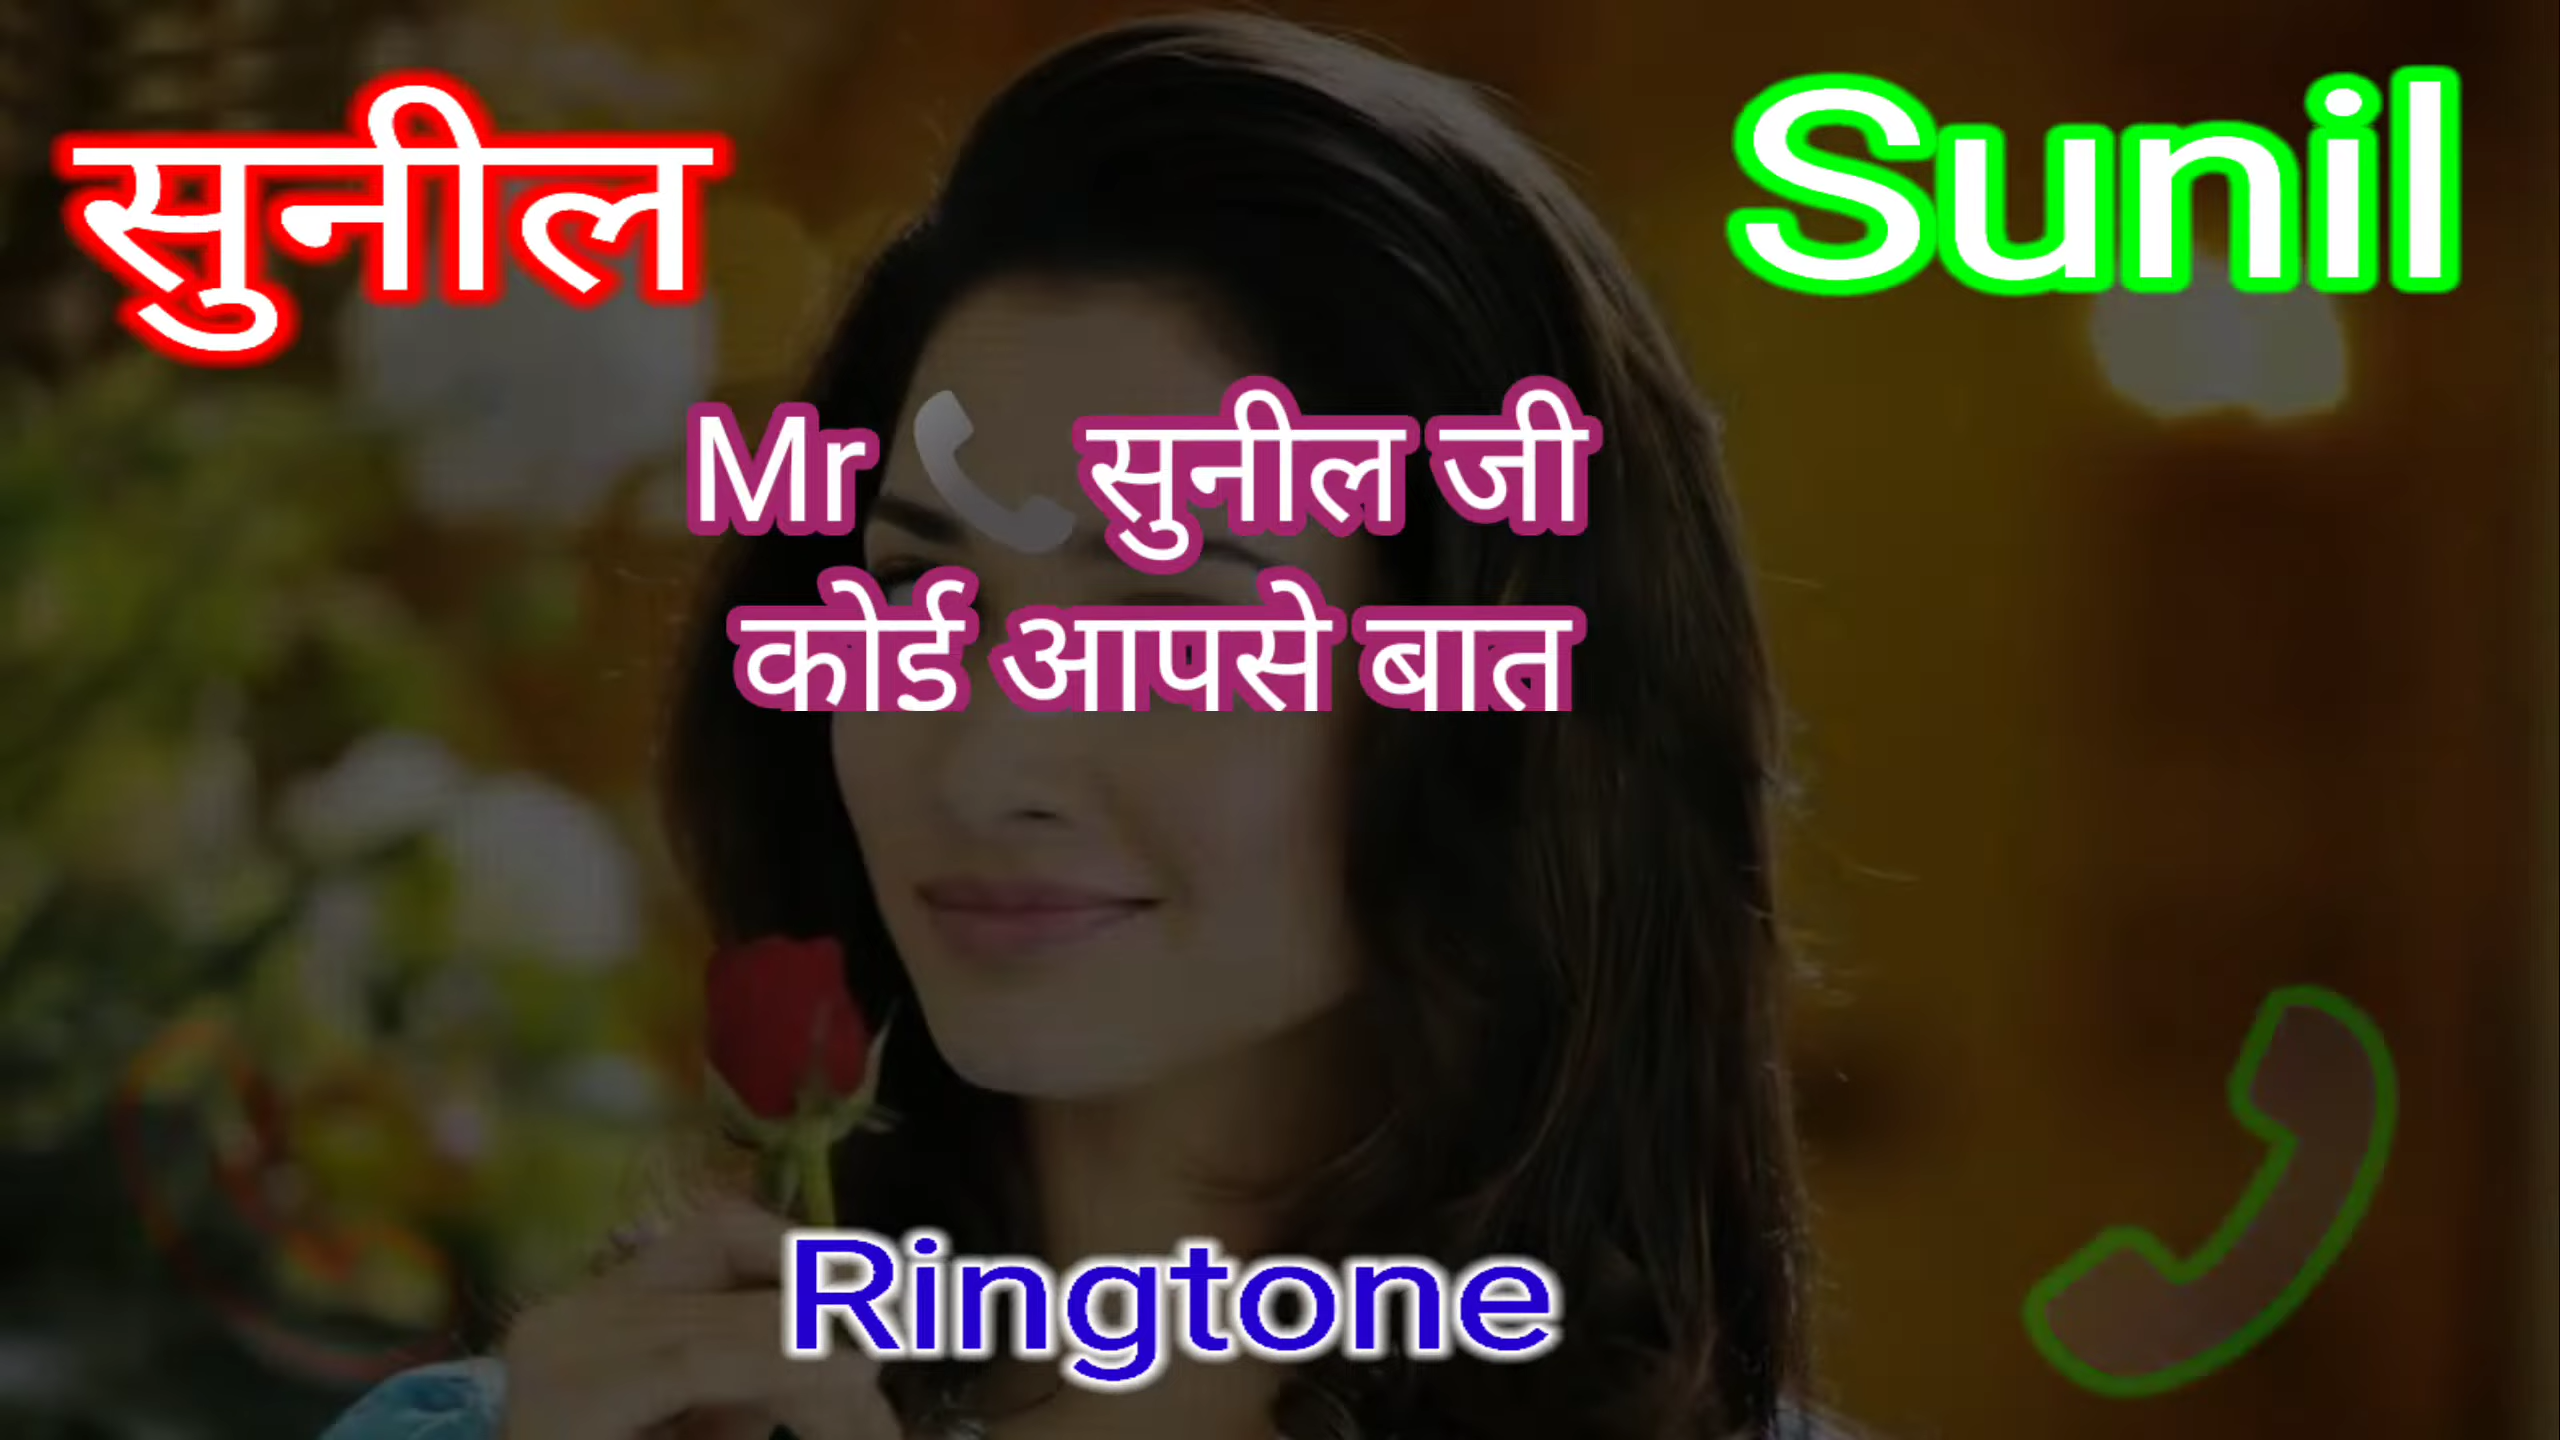 सुनील
Sunil
Mr 📞 सुनील जी
कोई आपसे बात
Ringtone